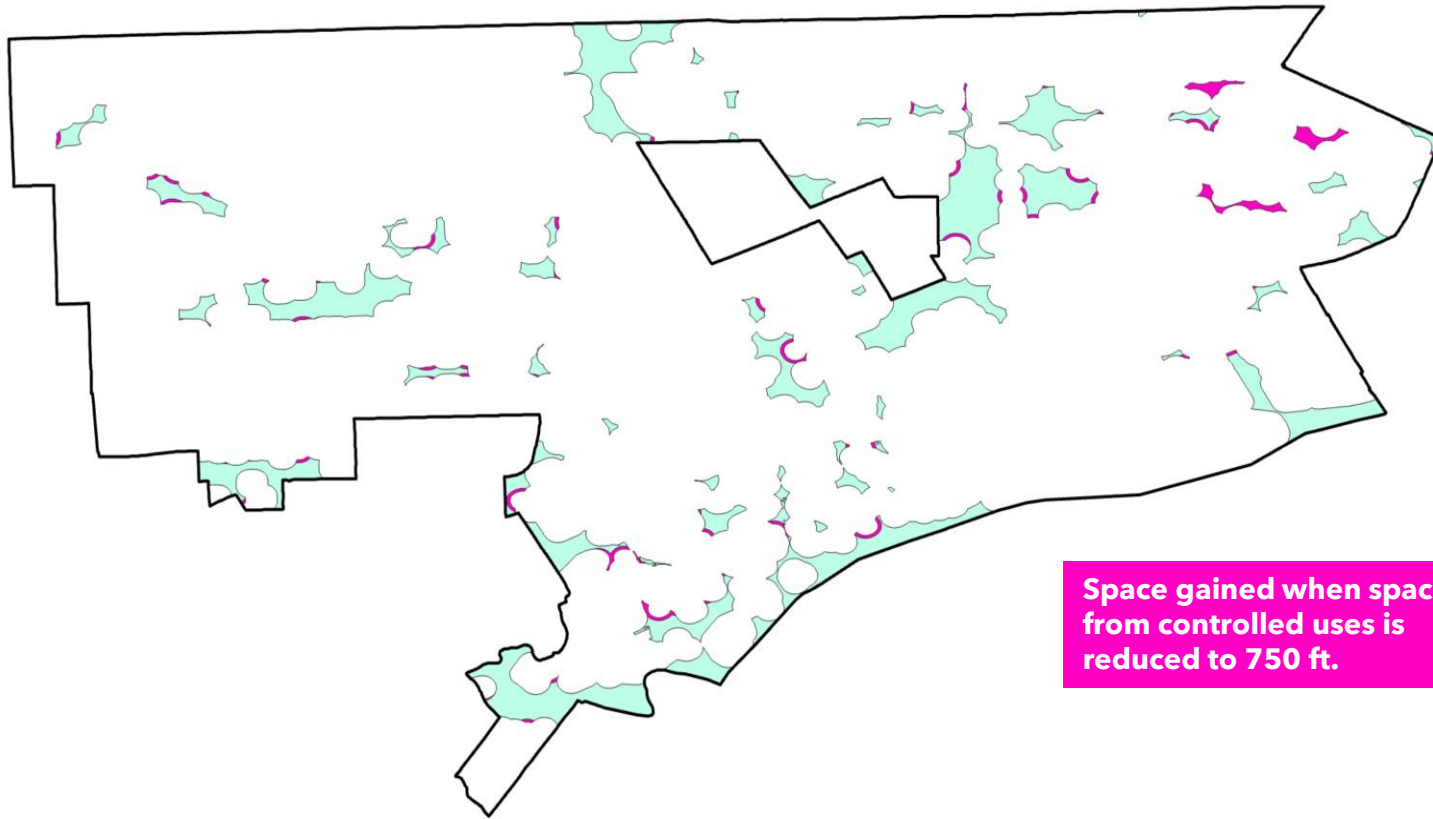 Space gained when spac
from controlled uses is
reduced to 750 ft.